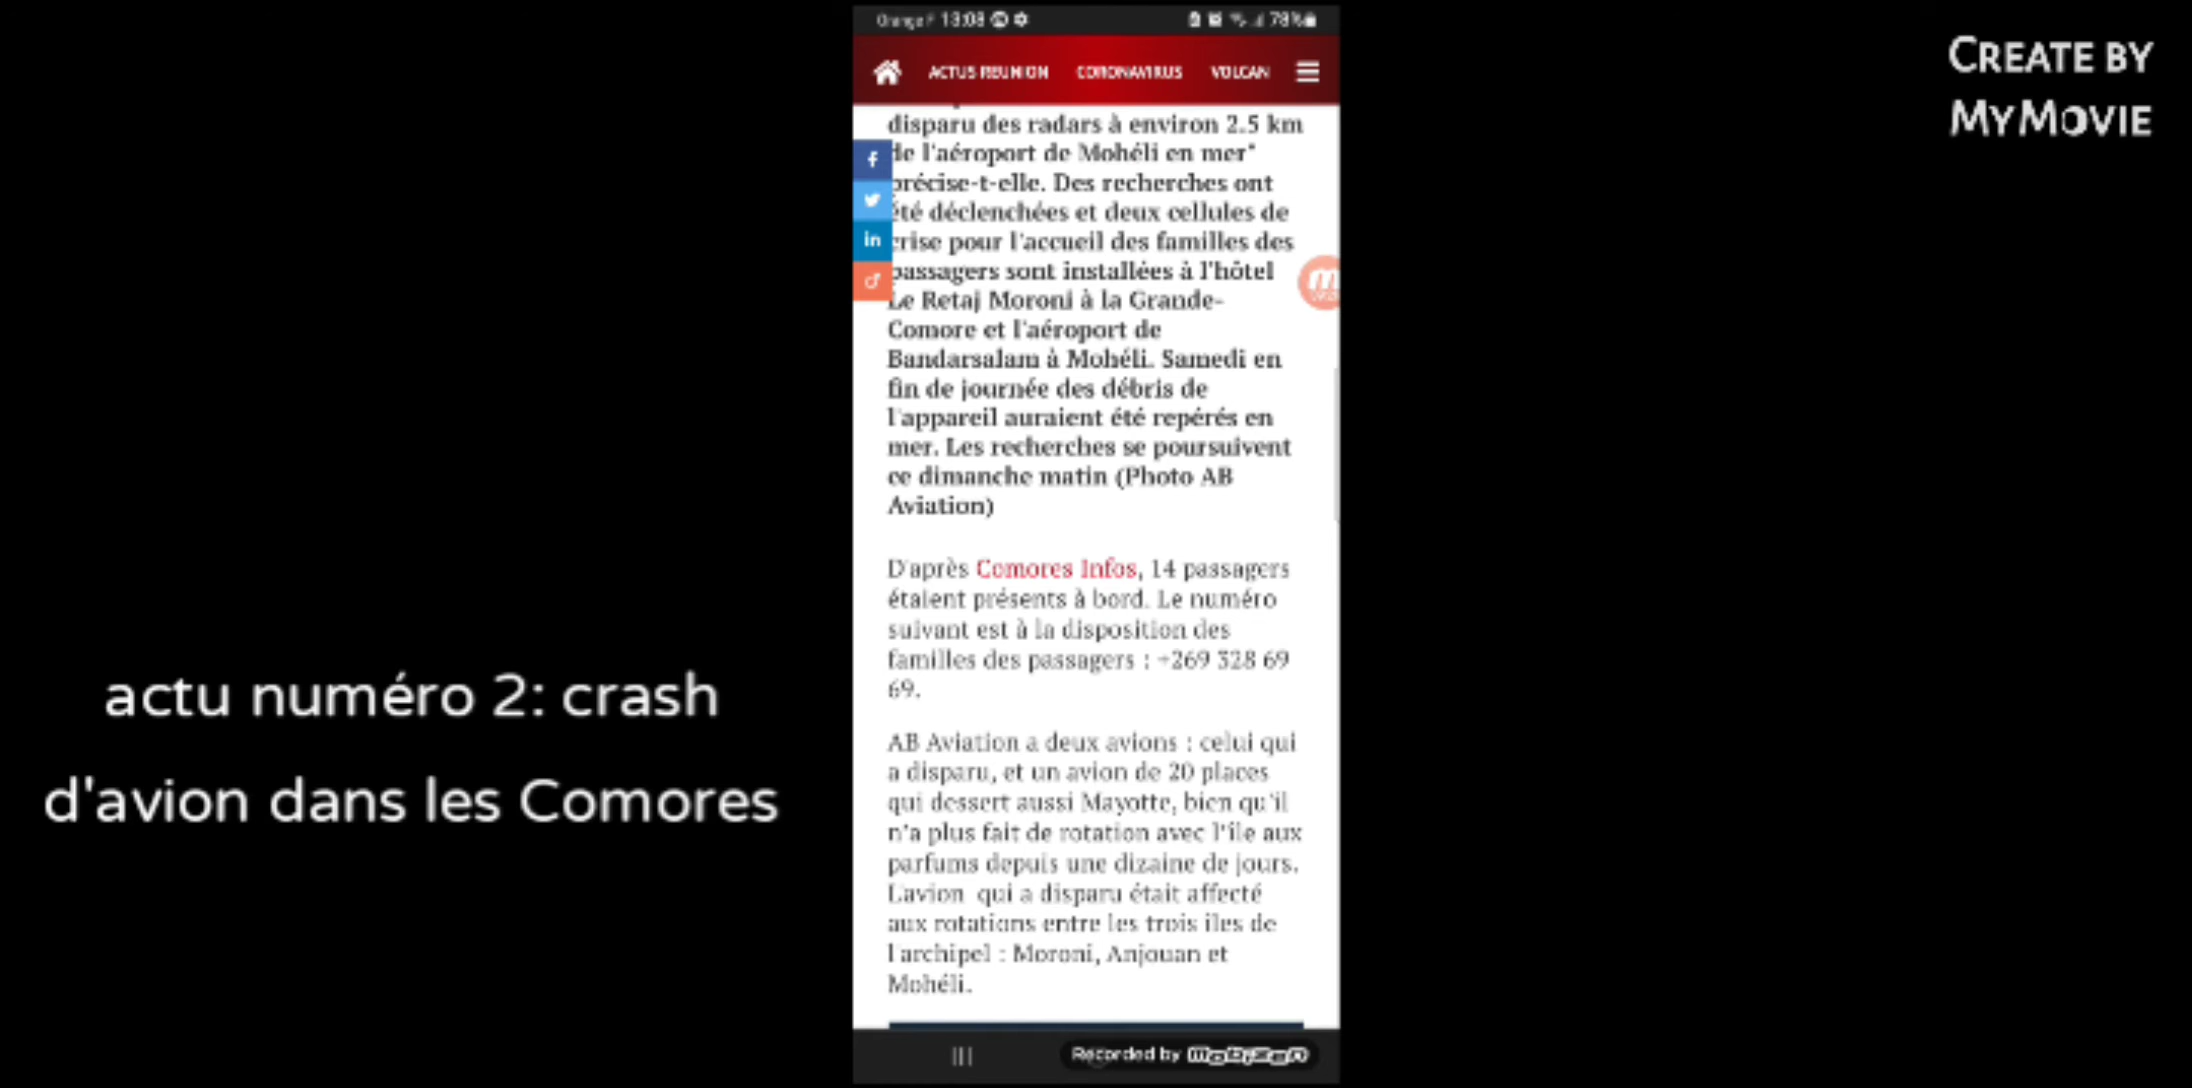 CREATE BY
MYMOVIE
Orange F 13:08
78%
ACTUS REUNION CORONAVIRUS VOLCAN
disparu des radars à environ 2.5 km
de l'aéroport de Mohéli en mer"
précise-t-elle. Des recherches ont
été déclenchées et deux cellules de
crise pour l'accueil des familles des
passagers sont installées à l'hôtel
Le Retaj Moroni à la Grande-
Comore et l'aéroport de
Bandarsalam à Mohéli. Samedi en
fin de journée des débris de
l'appareil auraient été repérés en
mer. Les recherches se poursuivent
ce dimanche matin (Photo AB
Aviation)
D'après Comores Infos, 14 passagers
étaient présents à bord. Le numéro
suivant est à la disposition des
familles des passagers : +269 328 69
69.
AB Aviation a deux avions : celui qui
a disparu, et un avion de 20 places
qui dessert aussi Mayotte, bien qu'il
n'a plus fait de rotation avec l'île aux
parfums depuis une dizaine de jours.
L'avion qui a disparu était affecté
aux rotations entre les trois îles de
l'archipel : Moroni, Anjouan et
Mohéli.
actu numéro 2: crash
d'avion dans les Comores
Recorded by mobizen